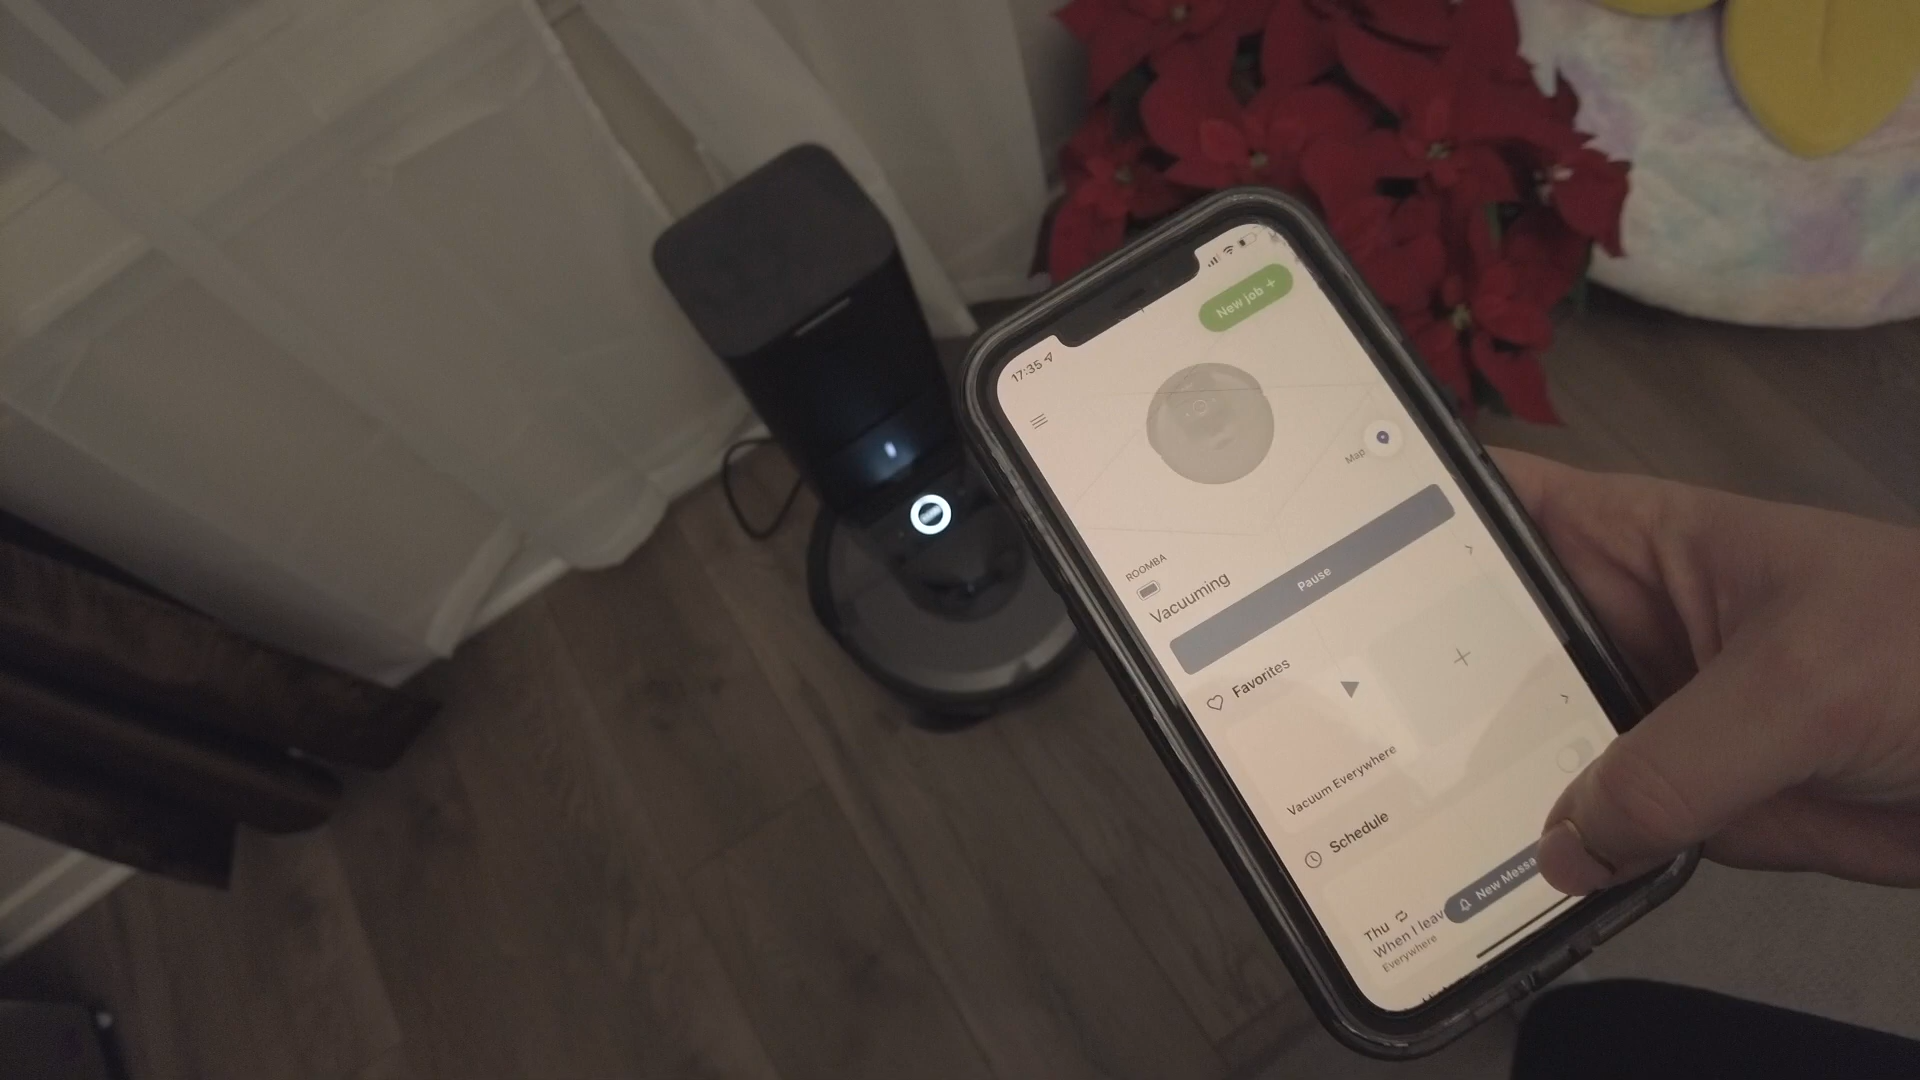 17:35
New job +
Map
ROOMBA
Vacuuming
Pause
Favorites
Vacuum Everywhere
Schedule
New Messa
Thu
When I leav
Everywhere